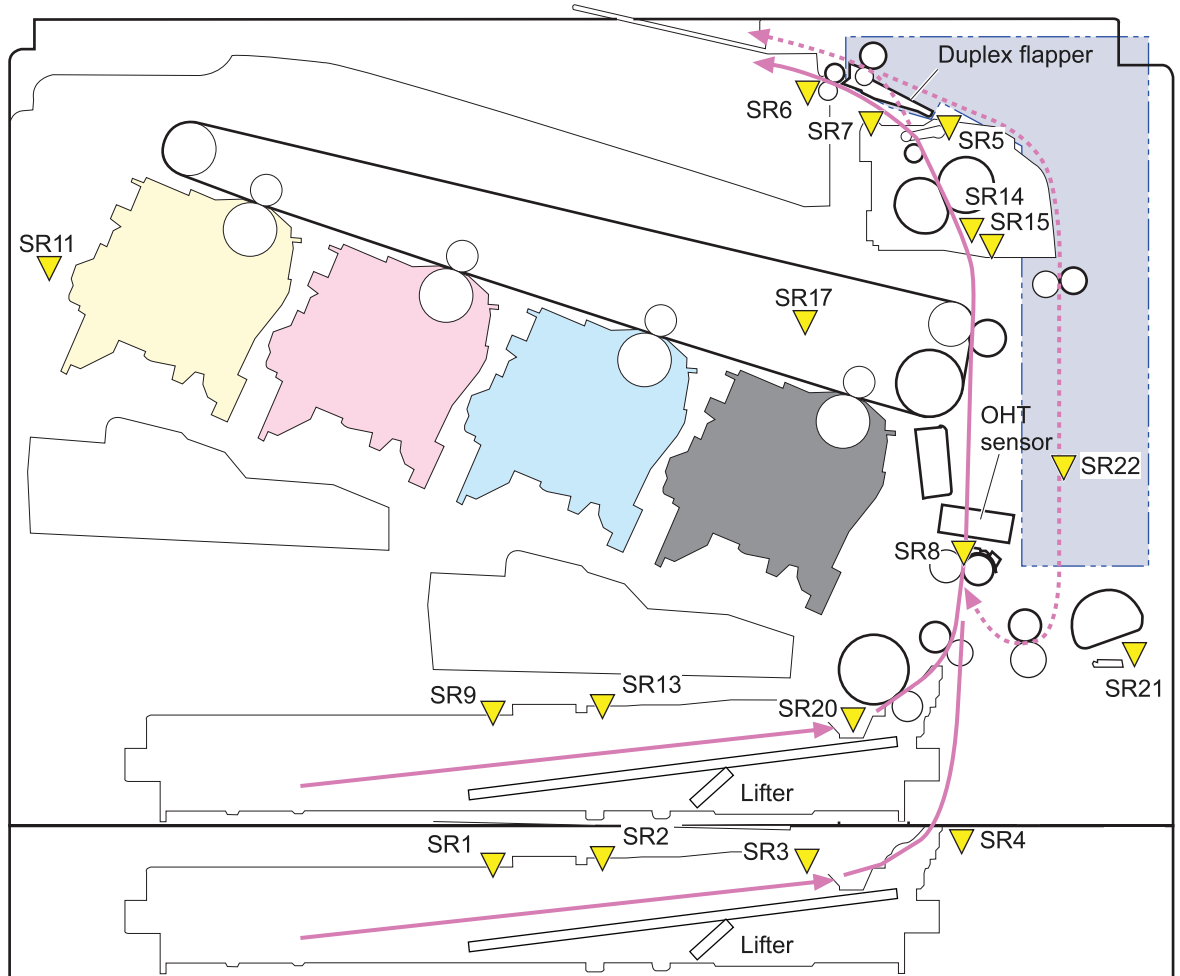 Duplex flapper
SR6
SR7
SR5
SR14
SR15
SR11
SR17
OHT
sensor
SR22
SR8
SR9
SR13
SR20
SR21
Lifter
SR1
SR2
SR3
SR4
Lifter